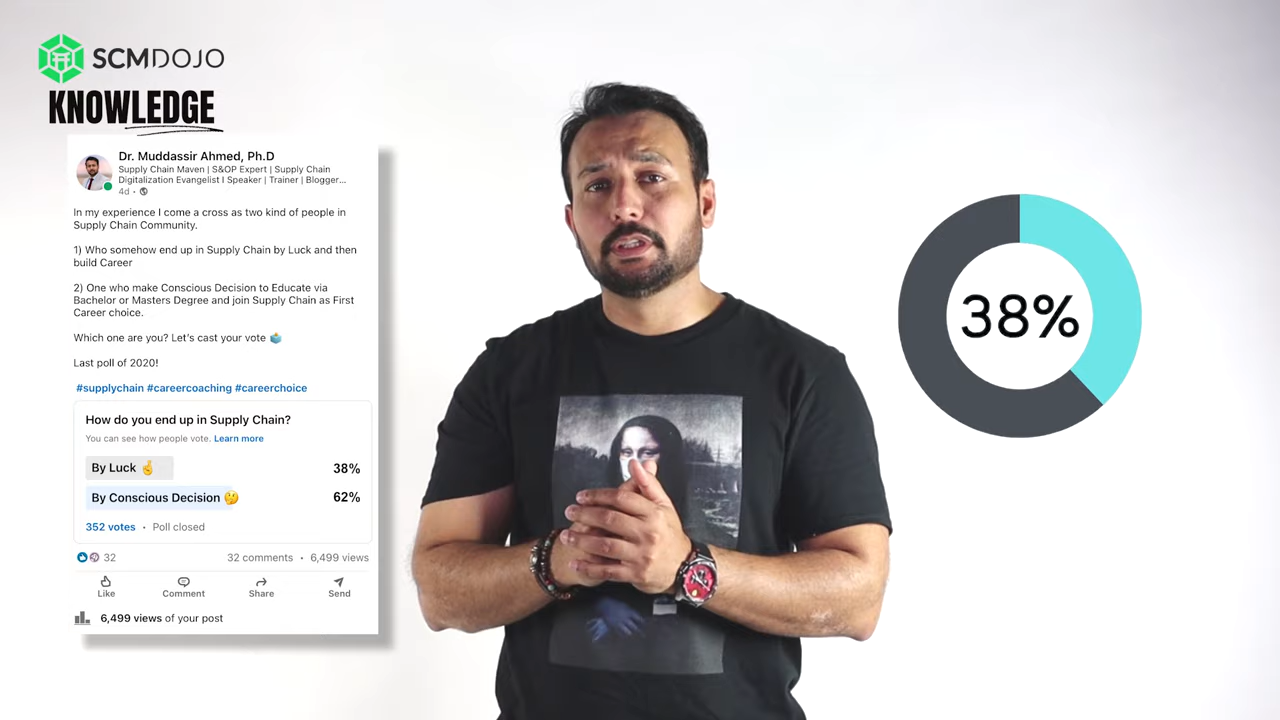 SCMDOJO
KNOWLEDGE
Dr. Muddassir Ahmed, Ph.D
Supply Chain Maven | S&OP Expert | Supply Chain
Digitalization Evangelist I Speaker | Trainer | Blogger...
4d •
In my experience I come a cross as two kind of people in
Supply Chain Community.
1) Who somehow end up in Supply Chain by Luck and then
build Career
2) One who make Conscious Decision to Educate via
Bachelor or Masters Degree and join Supply Chain as First
Career choice.
Which one are you? Let's cast your vote 🗳️
Last poll of 2020!
#supplychain #careercoaching #careerchoice
How do you end up in Supply Chain?
You can see how people vote. Learn more
By Luck 🤞 38%
By Conscious Decision 🤔 62%
352 votes • Poll closed
32 32 comments • 6,499 views
Like Comment Share Send
6,499 views of your post
38%